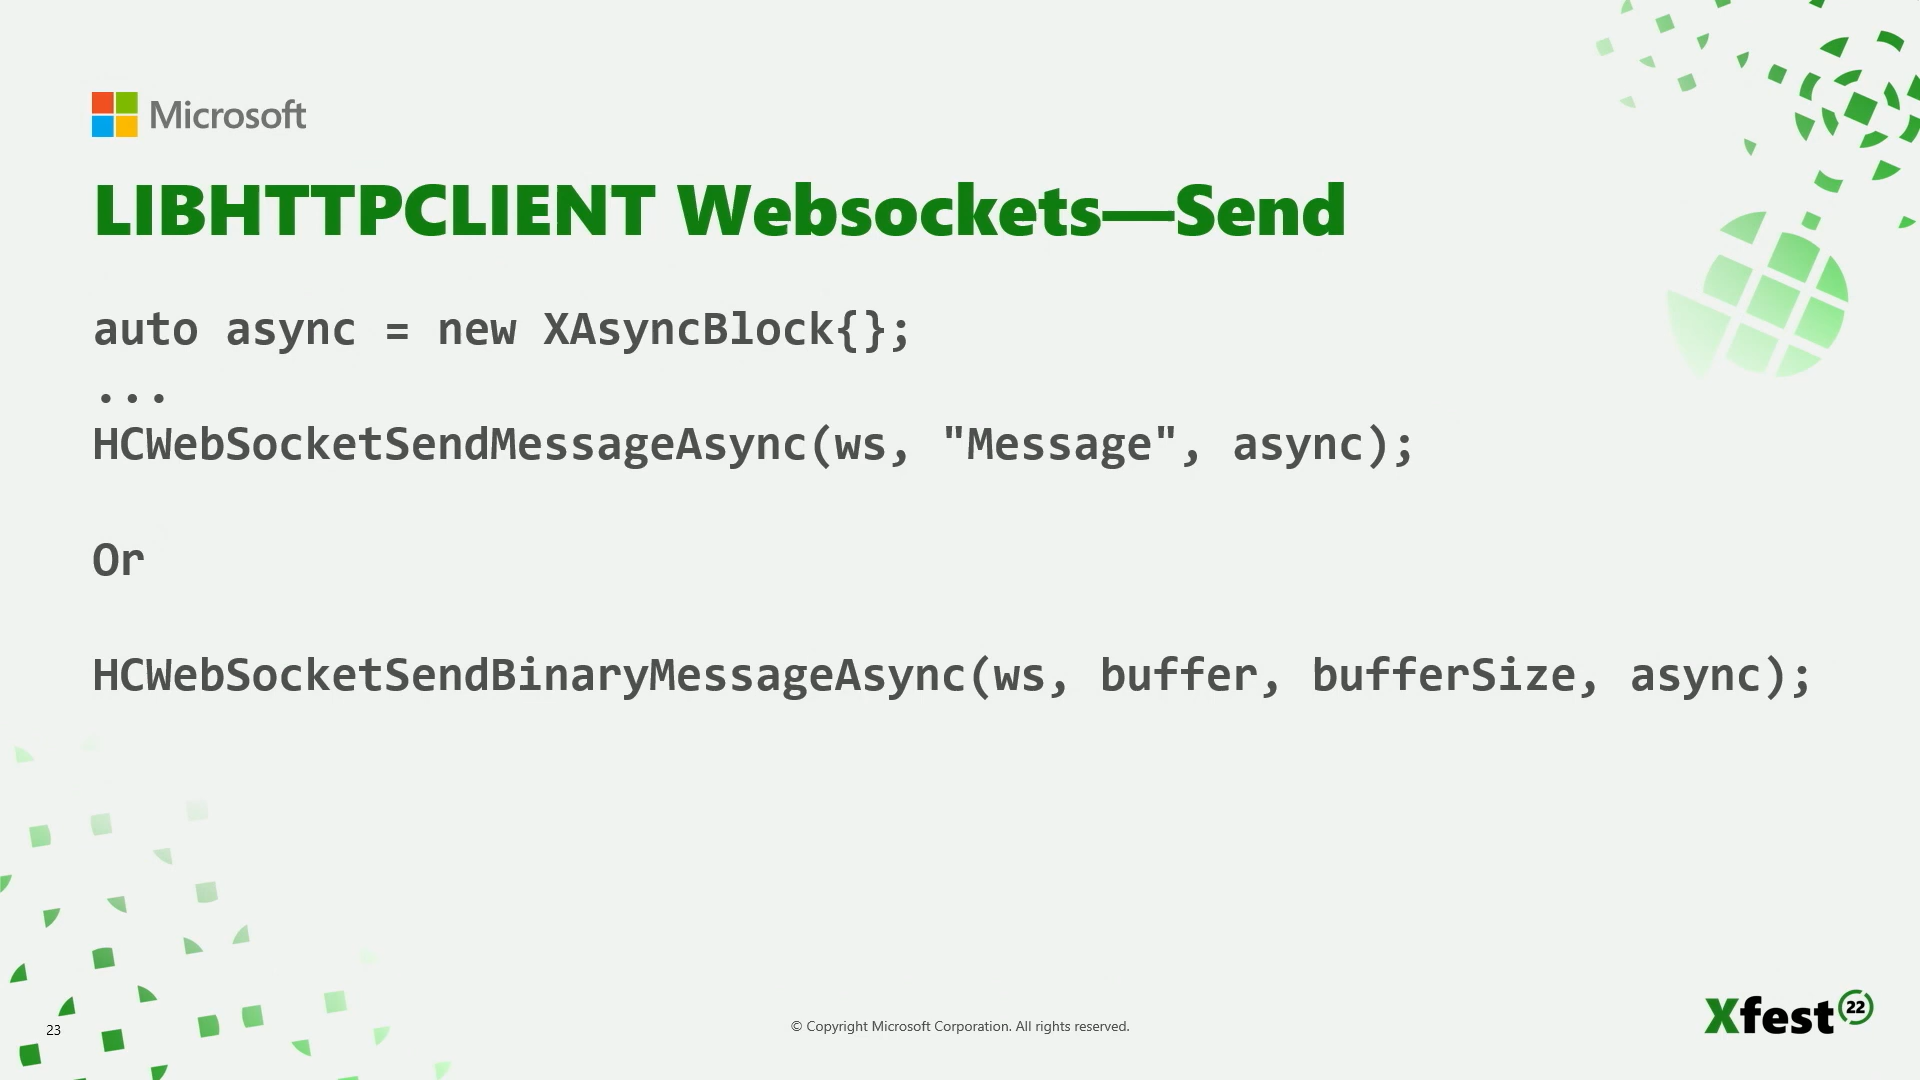 Microsoft
LIBHTTPCLIENT Websockets—Send
auto async = new XAsyncBlock{};
...
HCWebSocketSendMessageAsync(ws, "Message", async);
Or
HCWebSocketSendBinaryMessageAsync(ws, buffer, bufferSize, async);
23
© Copyright Microsoft Corporation. All rights reserved.
Xfest 22